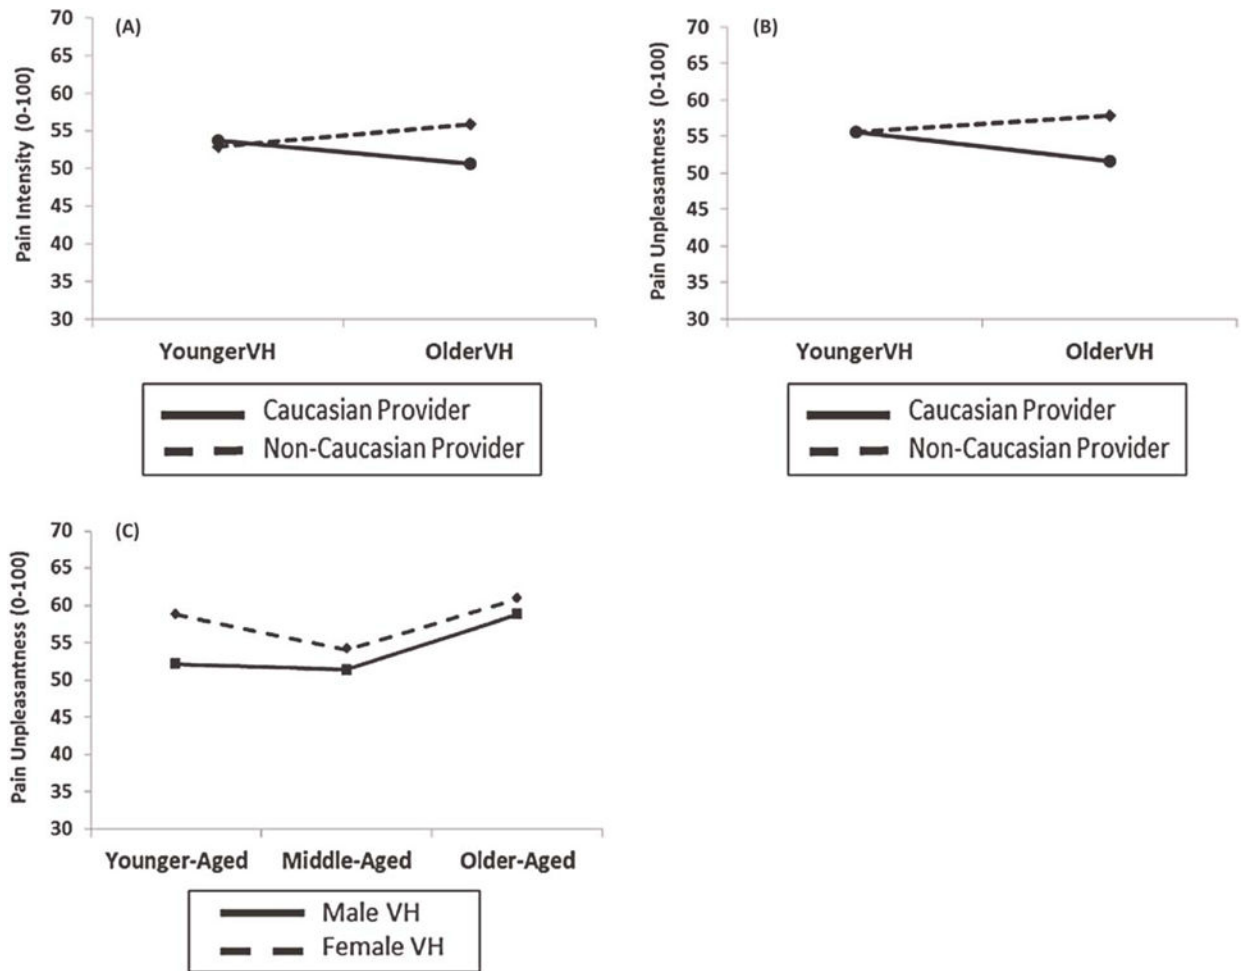 (A)
Pain Intensity (0-100)
70
65
60
55
50
45
40
35
30
YoungerVH OlderVH
Caucasian Provider
Non-Caucasian Provider
(B)
Pain Unpleasantness (0-100)
70
65
60
55
50
45
40
35
30
YoungerVH OlderVH
Caucasian Provider
Non-Caucasian Provider
(C)
Pain Unpleasantness (0-100)
70
65
60
55
50
45
40
35
30
Younger-Aged Middle-Aged Older-Aged
Male VH
Female VH